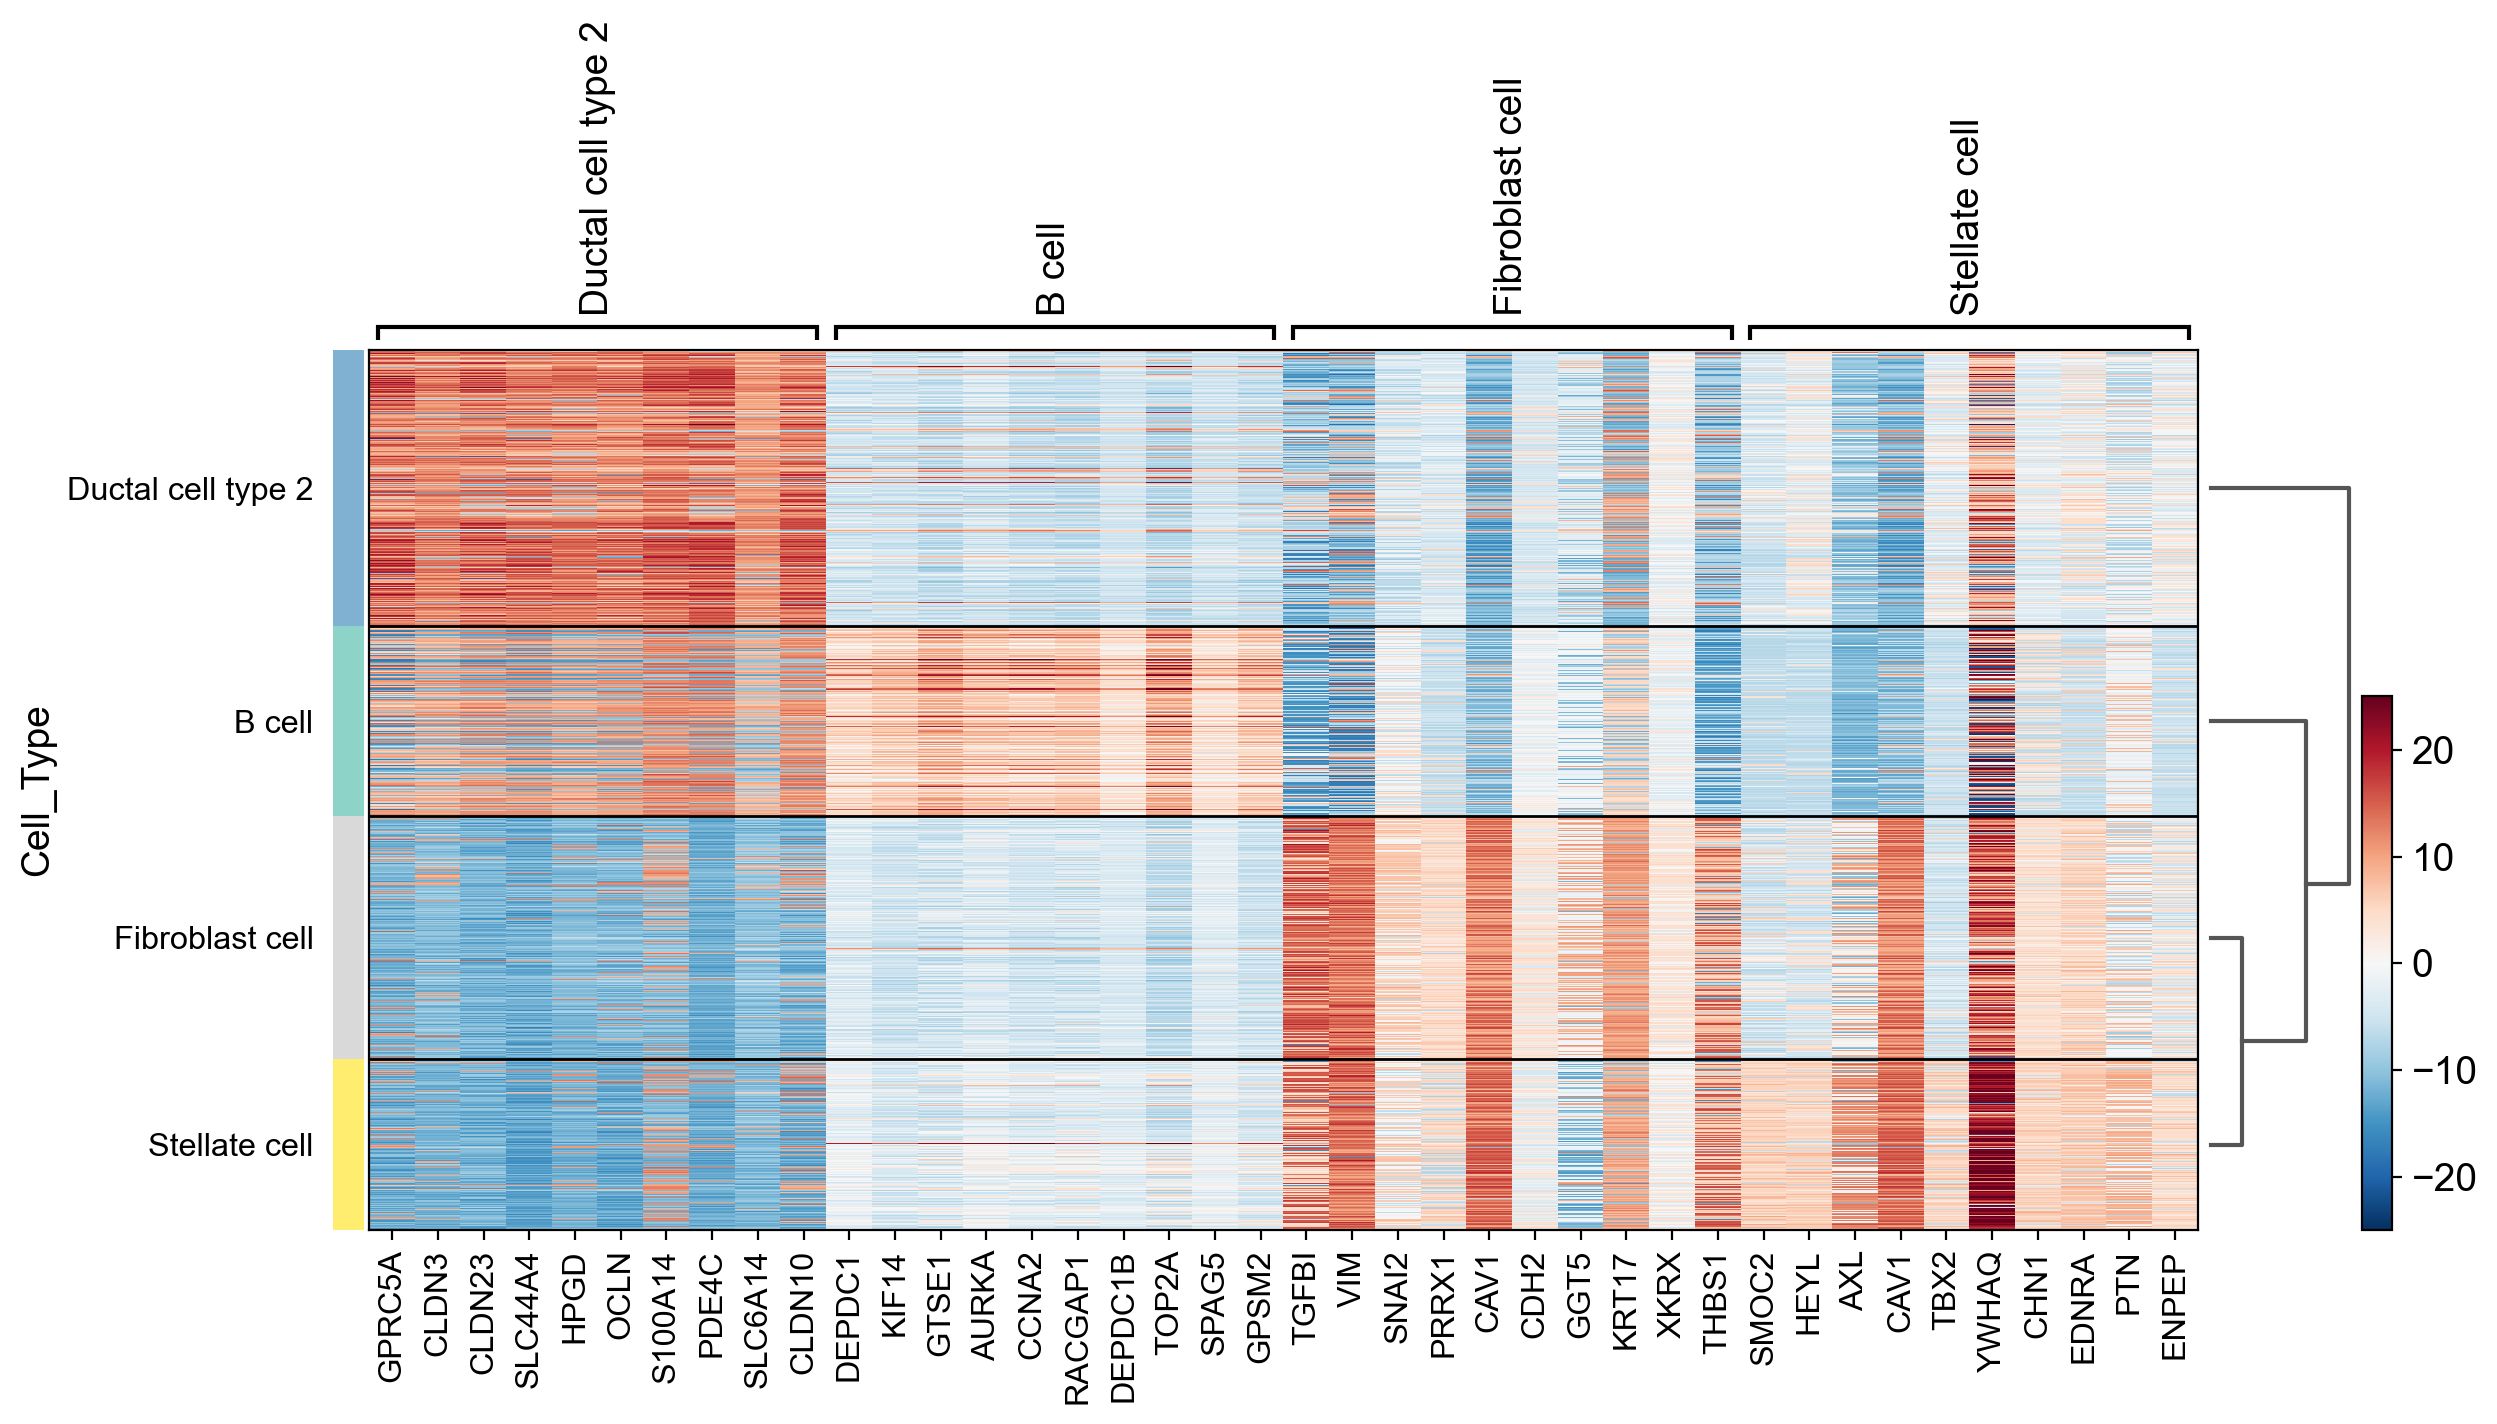 Ductal cell type 2
B cell
Fibroblast cell
Stellate cell
Cell_Type
Ductal cell type 2
B cell
Fibroblast cell
Stellate cell
GPRC5A
CLDN3
CLDN23
SLC44A4
HPGD
OCLN
S100A14
PDE4C
SLC6A14
CLDN10
DEPDC1
KIF14
GTSE1
AURKA
CCNA2
RACGAP1
DEPDC1B
TOP2A
SPAG5
GPSM2
TGFBI
VIM
SNAI2
PRRX1
CAV1
CDH2
GGT5
KRT17
XKRX
THBS1
SMOC2
HEYL
AXL
CAV1
TBX2
YWHAQ
CHN1
EDNRA
PTN
ENPEP
20
10
0
−10
−20